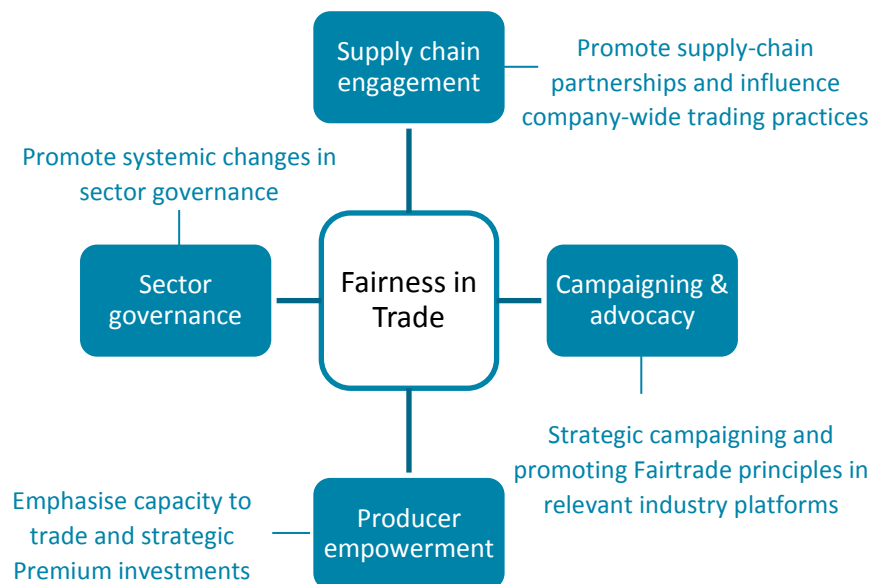 Supply chain
engagement
Promote supply-chain
partnerships and influence
company-wide trading practices
Promote systemic changes in
sector governance
Sector
governance
Fairness in
Trade
Campaigning &
advocacy
Strategic campaigning and
promoting Fairtrade principles in
relevant industry platforms
Emphasise capacity to
trade and strategic
Premium investments
Producer
empowerment